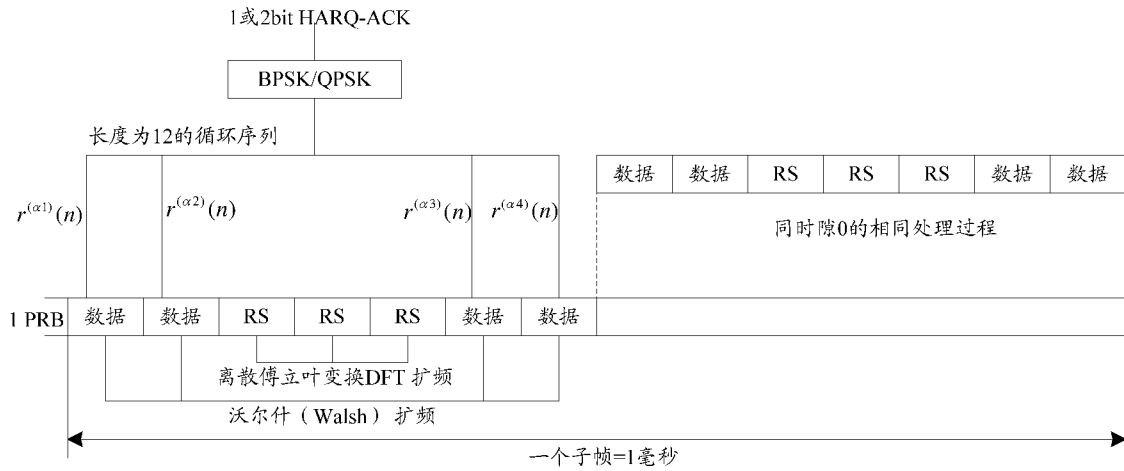 1或2bit HARQ-ACK
BPSK/QPSK
长度为12的循环序列
数据 数据 RS RS RS 数据 数据
r^{(α1)}(n) r^{(α2)}(n) r^{(α3)}(n) r^{(α4)}(n)
同时隙0的相同处理过程
1 PRB 数据 数据 RS RS RS 数据 数据
离散傅立叶变换DFT 扩频
沃尔什（Walsh）扩频
一个子帧=1毫秒